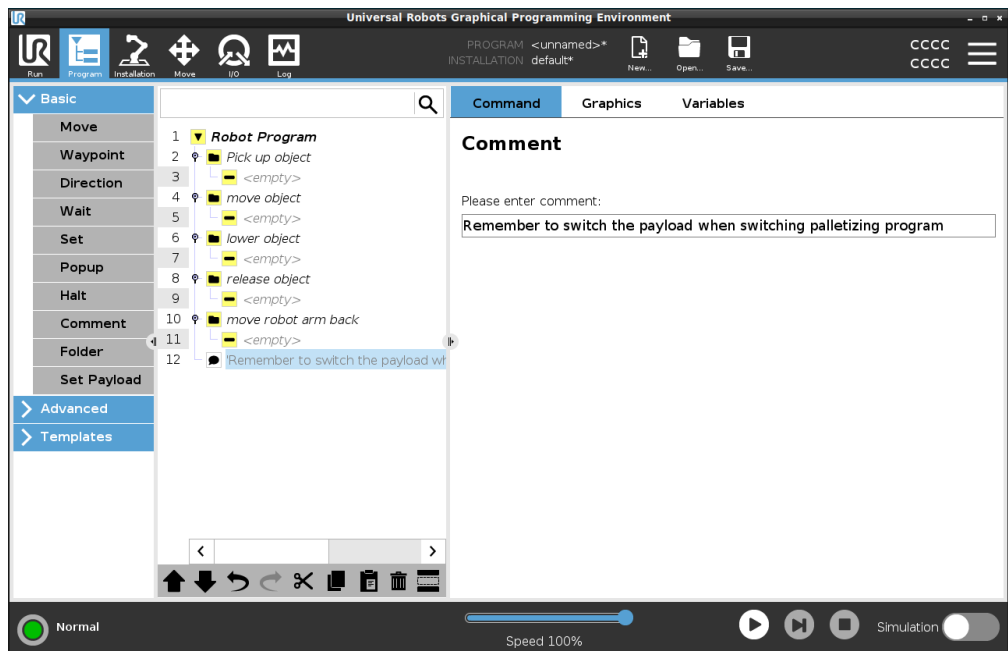 Universal Robots Graphical Programming Environment
UR
Run
Program
Installation
Move
I/O
Log
PROGRAM <unnamed>*
INSTALLATION default*
New...
Open...
Save...
CCCC
CCCC
Basic
Move
Waypoint
Direction
Wait
Set
Popup
Halt
Comment
Folder
Set Payload
Advanced
Templates
1 Robot Program
2 Pick up object
3 <empty>
4 move object
5 <empty>
6 lower object
7 <empty>
8 release object
9 <empty>
10 move robot arm back
11 <empty>
12 'Remember to switch the payload wh
Command Graphics Variables
Comment
Please enter comment:
Remember to switch the payload when switching palletizing program
Normal
Speed 100%
Simulation